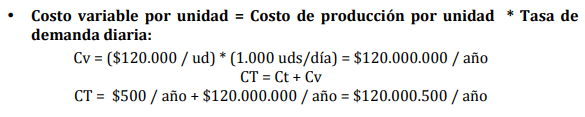 • Costo variable por unidad = Costo de producción por unidad * Tasa de
demanda diaria:
Cv = ($120.000 / ud) * (1.000 uds/día) = $120.000.000 / año
CT = Ct + Cv
CT = $500 / año + $120.000.000 / año = $120.000.500 / año